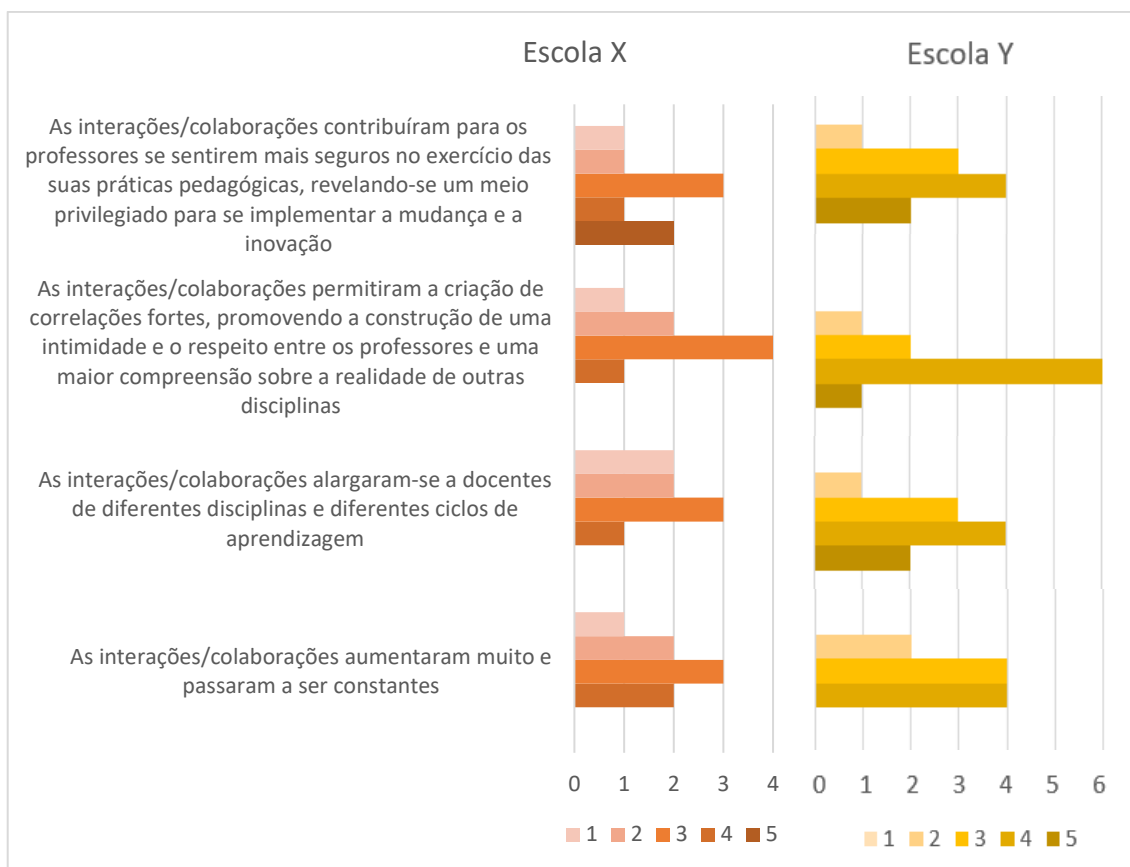 Escola X
Escola Y
As interações/colaborações contribuíram para os
professores se sentirem mais seguros no exercício das
suas práticas pedagógicas, revelando-se um meio
privilegiado para se implementar a mudança e a
inovação
As interações/colaborações permitiram a criação de
correlações fortes, promovendo a construção de uma
intimidade e o respeito entre os professores e uma
maior compreensão sobre a realidade de outras
disciplinas
As interações/colaborações alargaram-se a docentes
de diferentes disciplinas e diferentes ciclos de
aprendizagem
As interações/colaborações aumentaram muito e
passaram a ser constantes
0 1 2 3 4
0 1 2 3 4 5 6
1 2 3 4 5
1 2 3 4 5